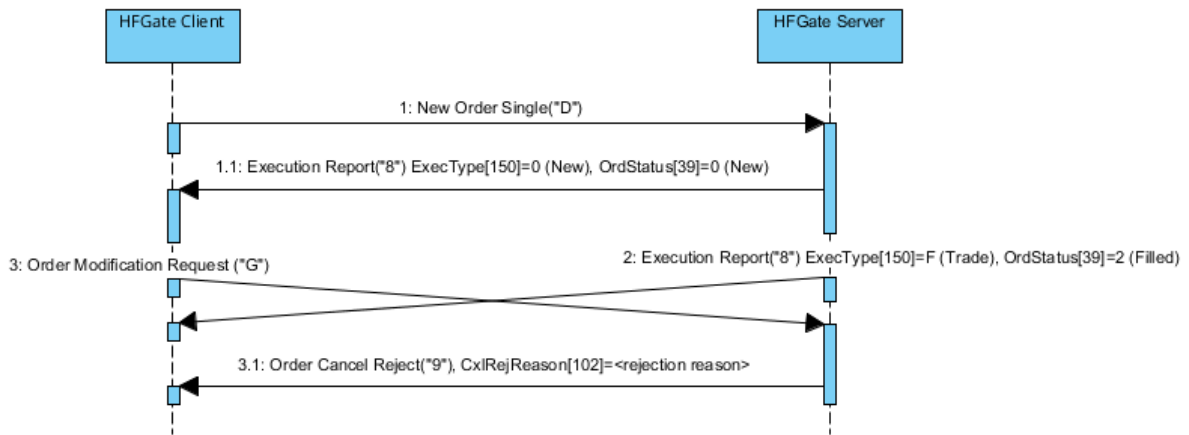 HFGate Client
HFGate Server
1: New Order Single("D")
1.1: Execution Report("8") ExecType[150]=0 (New), OrdStatus[39]=0 (New)
2: Execution Report("8") ExecType[150]=F (Trade), OrdStatus[39]=2 (Filled)
3: Order Modification Request ("G")
3.1: Order Cancel Reject("9"), CxlRejReason[102]=<rejection reason>